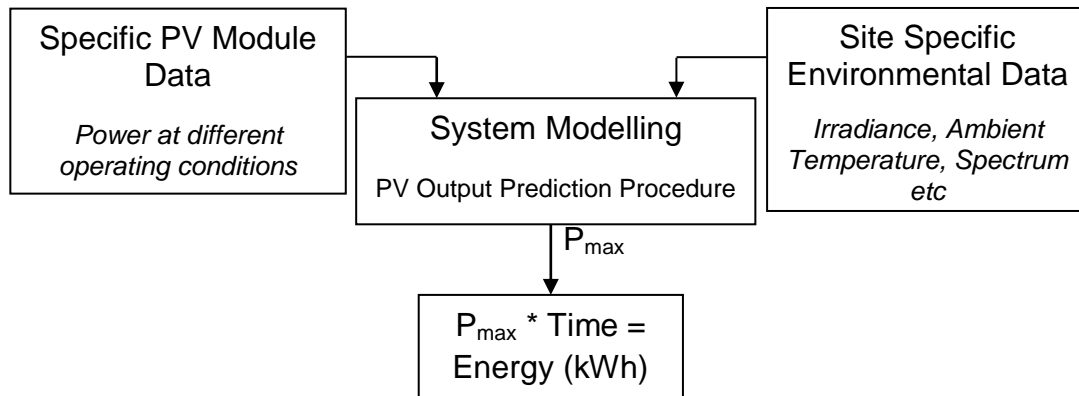 Specific PV Module
Data
Power at different
operating conditions
System Modelling
PV Output Prediction Procedure
Site Specific
Environmental Data
Irradiance, Ambient
Temperature, Spectrum
etc
Pmax
Pmax * Time =
Energy (kWh)